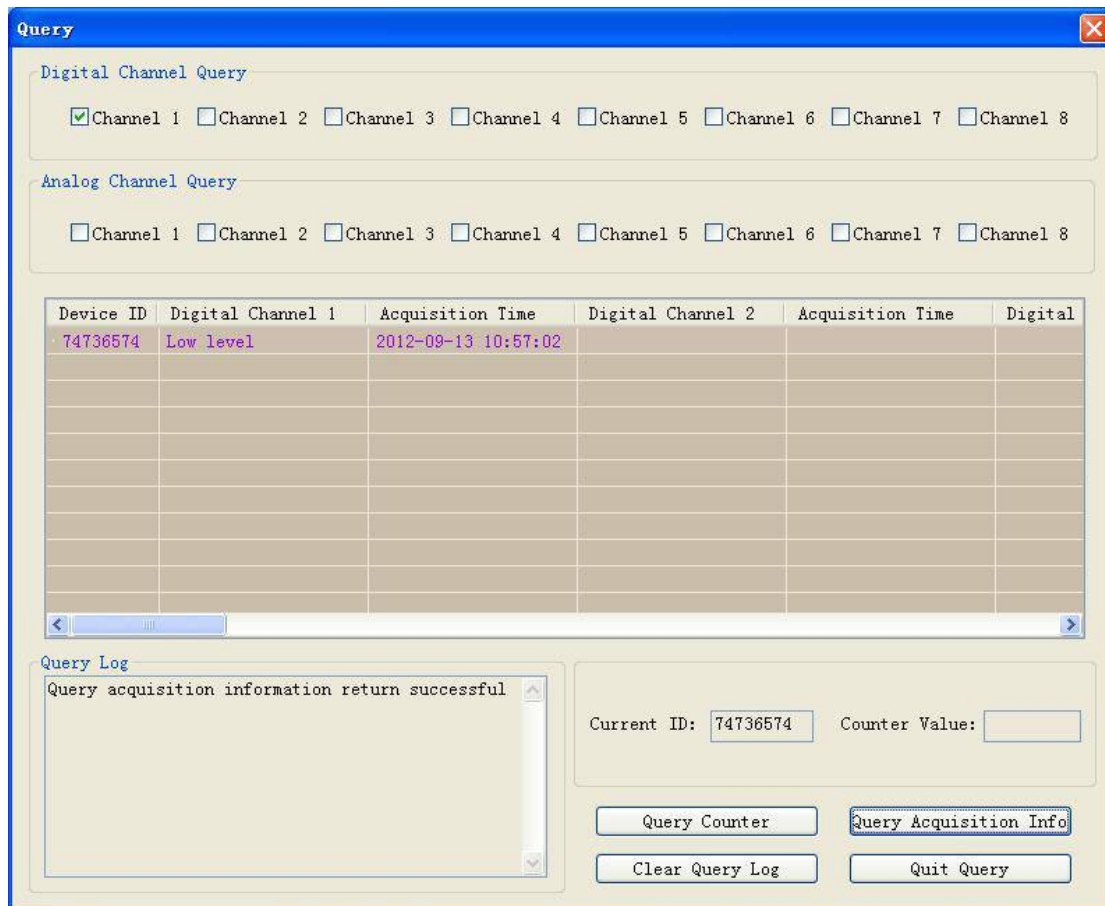 Query
Digital Channel Query
Channel 1 Channel 2 Channel 3 Channel 4 Channel 5 Channel 6 Channel 7 Channel 8
Analog Channel Query
Channel 1 Channel 2 Channel 3 Channel 4 Channel 5 Channel 6 Channel 7 Channel 8
Device ID Digital Channel 1 Acquisition Time Digital Channel 2 Acquisition Time Digital
74736574 Low level 2012-09-13 10:57:02
Query Log
Query acquisition information return successful
Current ID: 74736574 Counter Value:
Query Counter Query Acquisition Info
Clear Query Log Quit Query